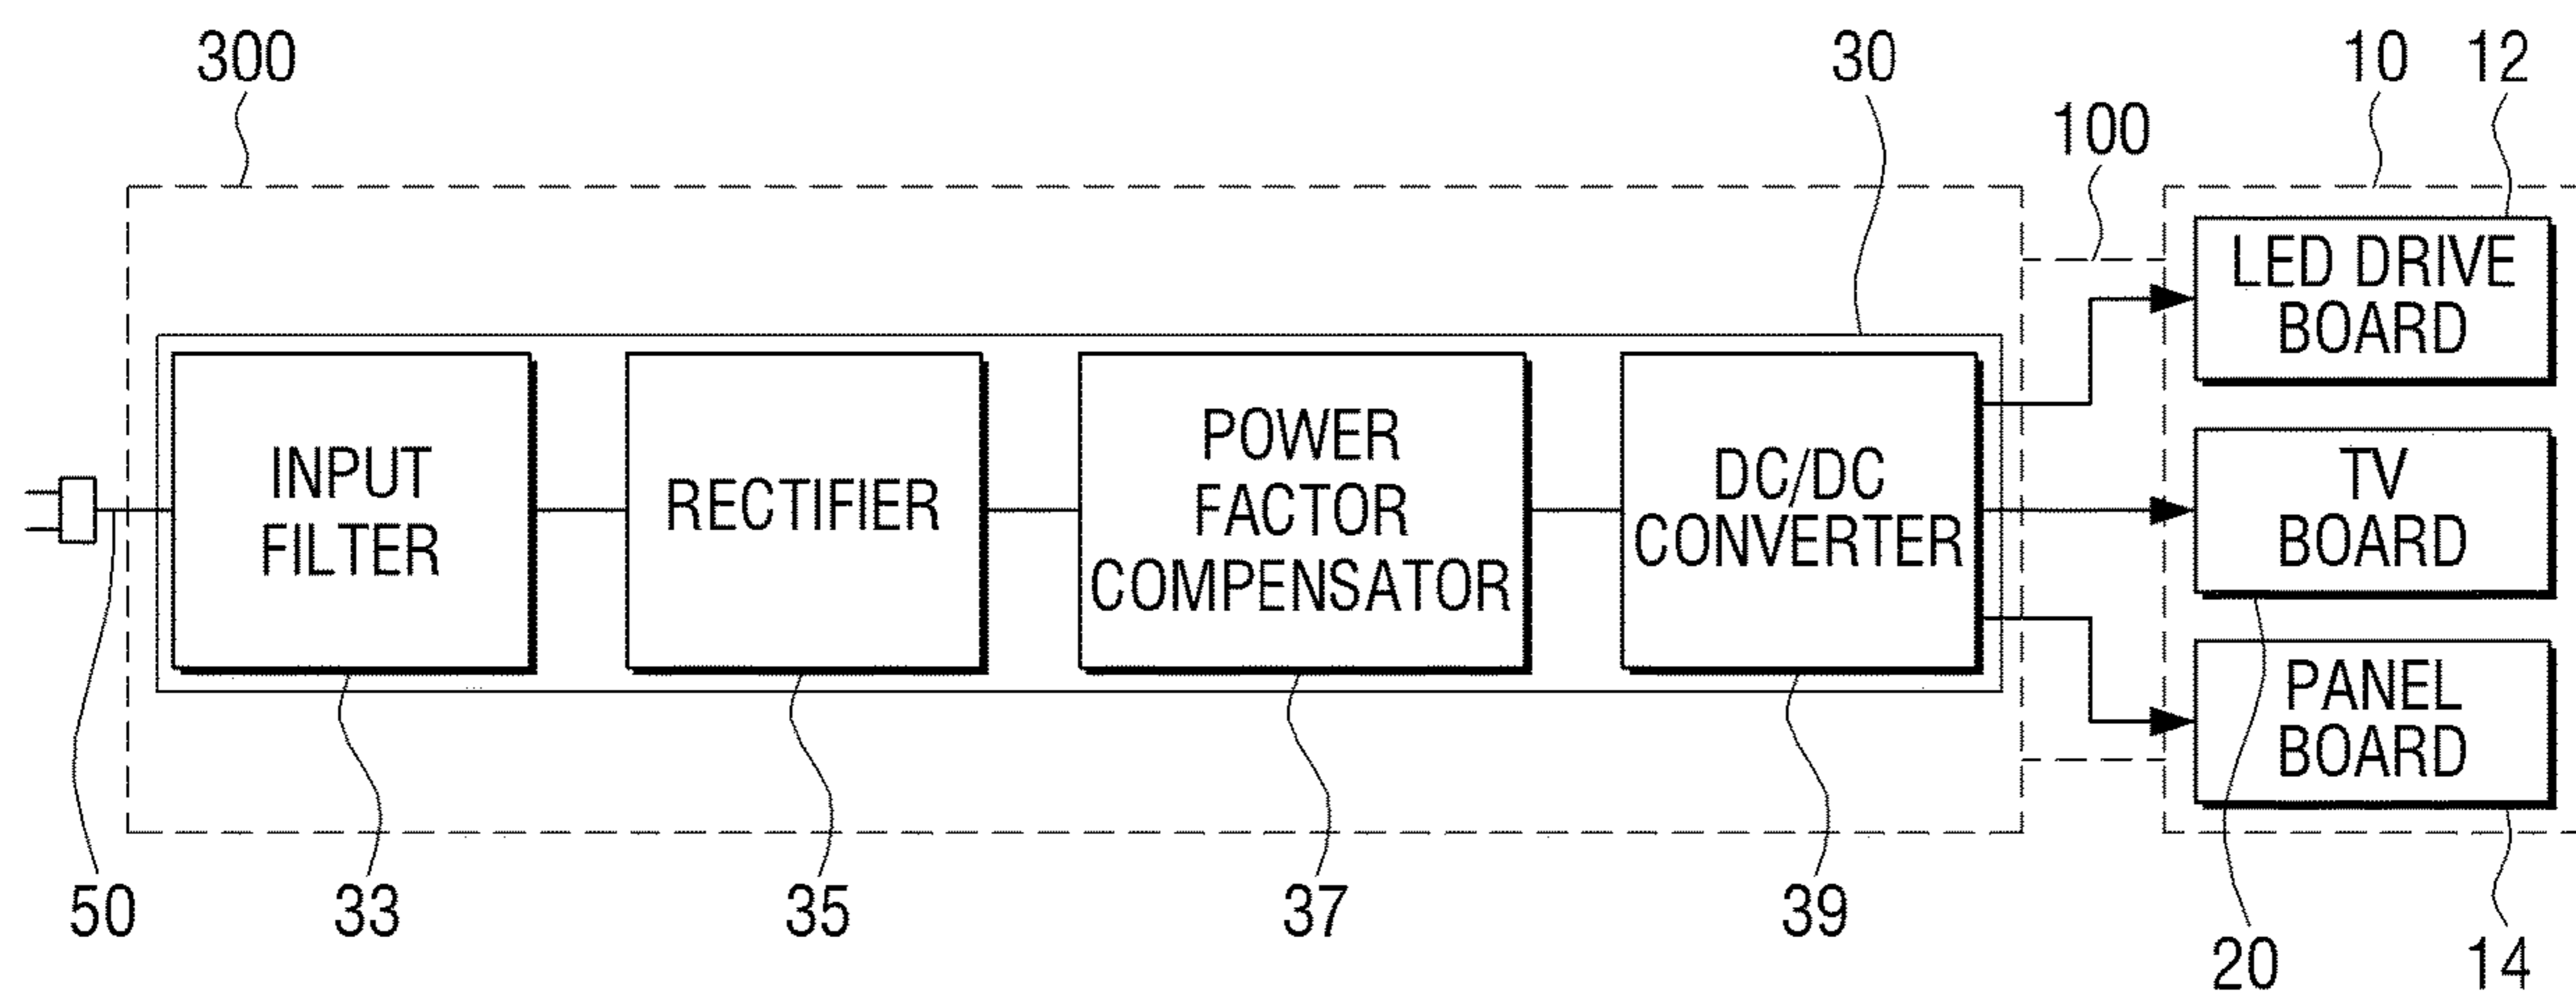 300
30
10
12
100
LED DRIVE
BOARD
INPUT
FILTER
RECTIFIER
POWER
FACTOR
COMPENSATOR
DC/DC
CONVERTER
TV
BOARD
PANEL
BOARD
50
33
35
37
39
20
14